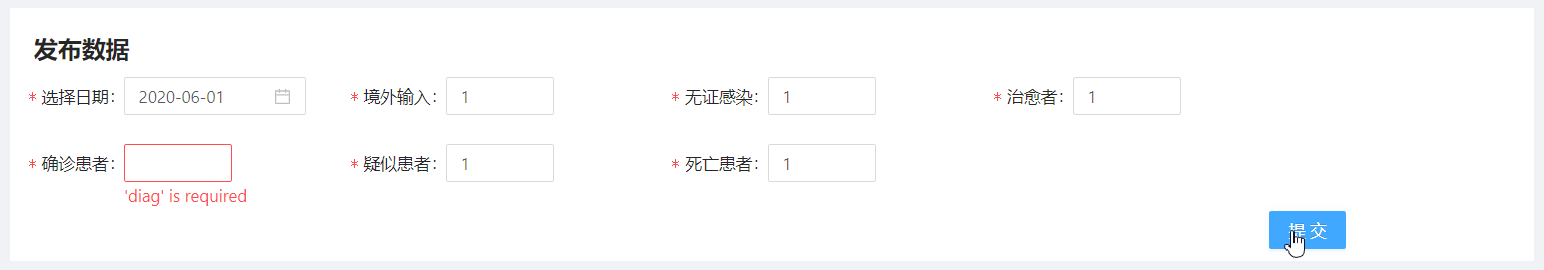 发布数据
* 选择日期: 2020-06-01 * 境外输入: 1 * 无证感染: 1 * 治愈者: 1
* 确诊患者: * 疑似患者: 1 * 死亡患者: 1
'diag' is required
提 交